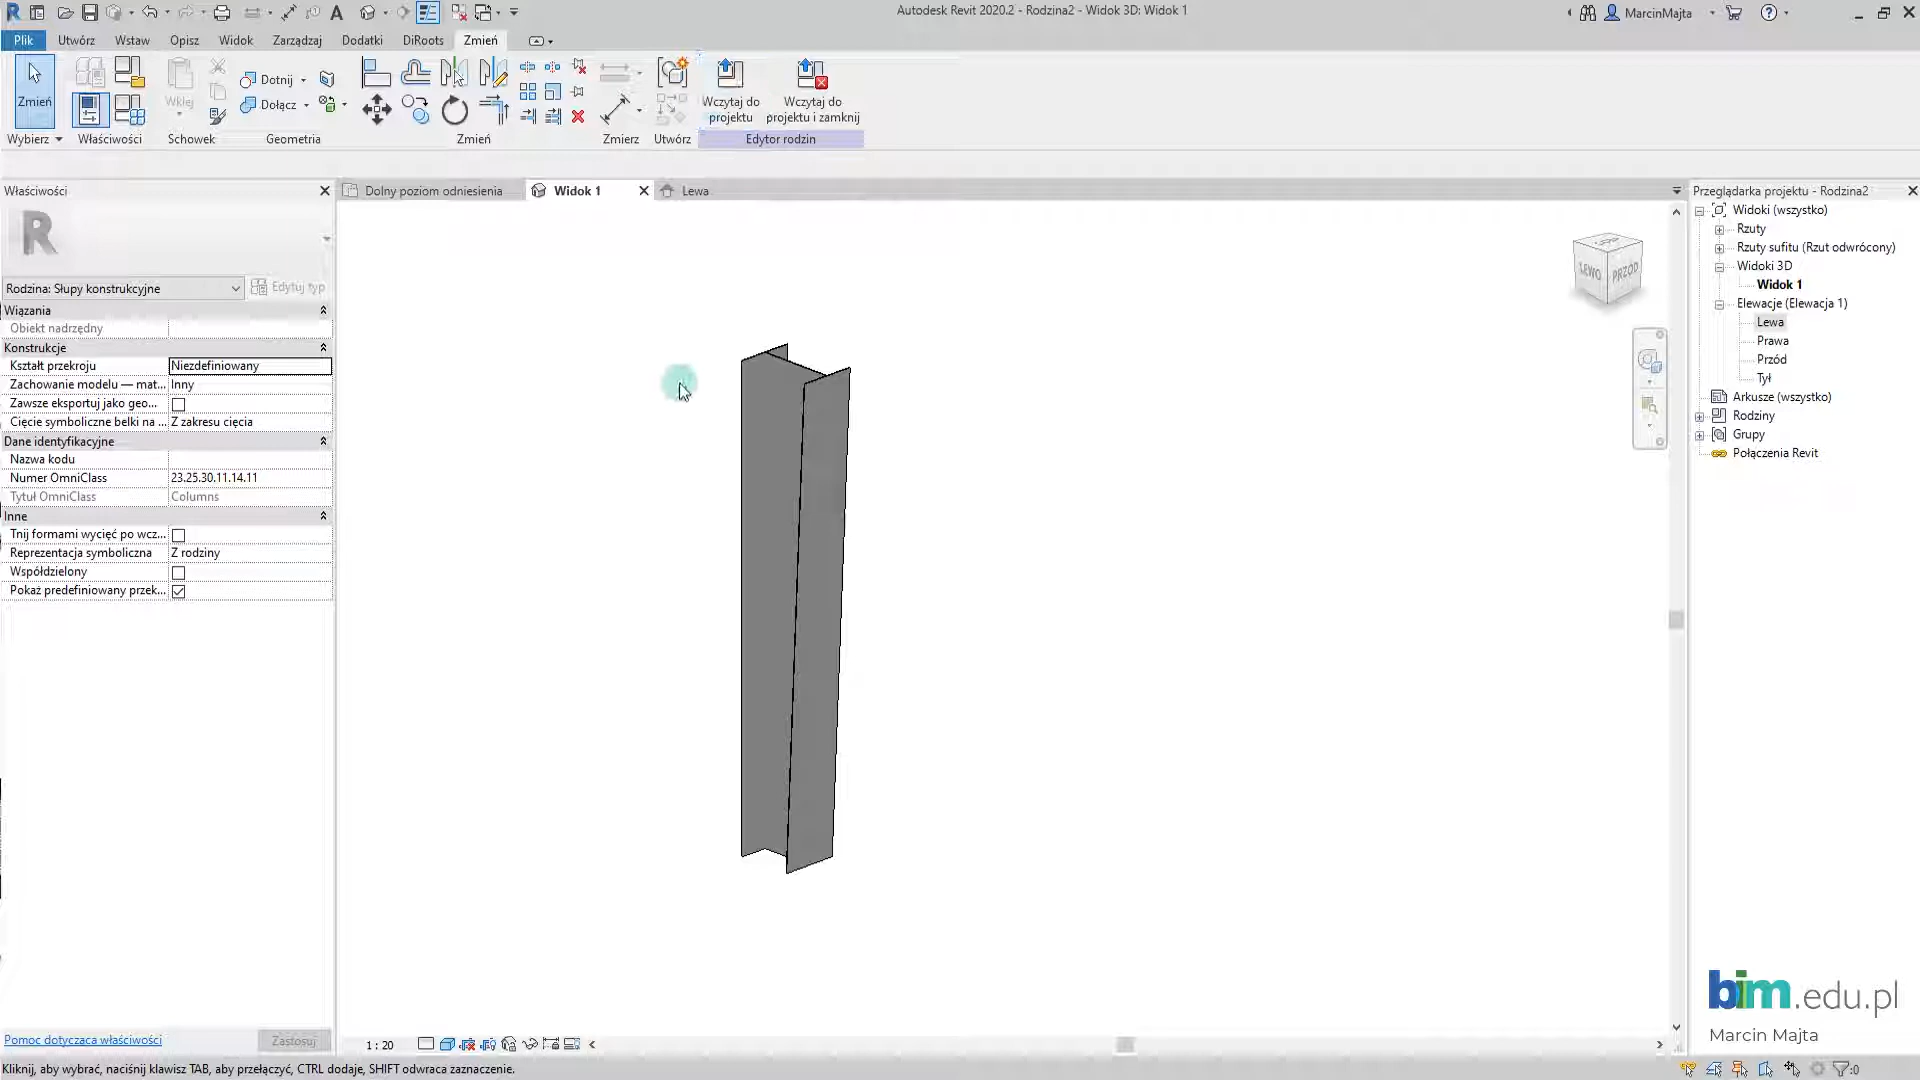 Autodesk Revit 2020.2 - Rodzina2 - Widok 3D: Widok 1
MarcinMajta
Plik Utwórz Wstaw Opisz Widok Zarządzaj Dodatki DiRoots Zmień
Zmień
Wklej
Dotnij
Dołącz
Wczytaj do projektu
Wczytaj do projektu i zamknij
Wybierz Właściwości Schowek Geometria Zmień Zmierz Utwórz Edytor rodzin
Właściwości
Dolny poziom odniesienia
Widok 1
Lewa
Przeglądarka projektu - Rodzina2
R
Rodzina: Słupy konstrukcyjne
Edytuj typ
Wiązania
Obiekt nadrzędny
Konstrukcje
Kształt przekroju Niezdefiniowany
Zachowanie modelu — mat... Inny
Zawsze eksportuj jako geo...
Cięcie symboliczne belki na ... Z zakresu cięcia
Dane identyfikacyjne
Nazwa kodu
Numer OmniClass 23.25.30.11.14.11
Tytuł OmniClass Columns
Inne
Tnij formami wycięć po wcz...
Reprezentacja symboliczna Z rodziny
Współdzielony
Pokaż predefiniowany przek...
LEWO PRZÓD
Widoki (wszystko)
Rzuty
Rzuty sufitu (Rzut odwrócony)
Widoki 3D
Widok 1
Elewacje (Elewacja 1)
Lewa
Prawa
Przód
Tył
Arkusze (wszystko)
Rodziny
Grupy
Połączenia Revit
bim.edu.pl
Marcin Majta
Pomoc dotycząca właściwości
Zastosuj
1 : 20
Kliknij, aby wybrać, naciśnij klawisz TAB, aby przełączyć, CTRL dodaje, SHIFT odwraca zaznaczenie.
:0